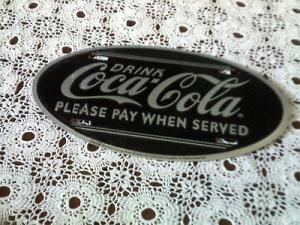 DRINK
Coca-Cola
PLEASE PAY WHEN SERVED